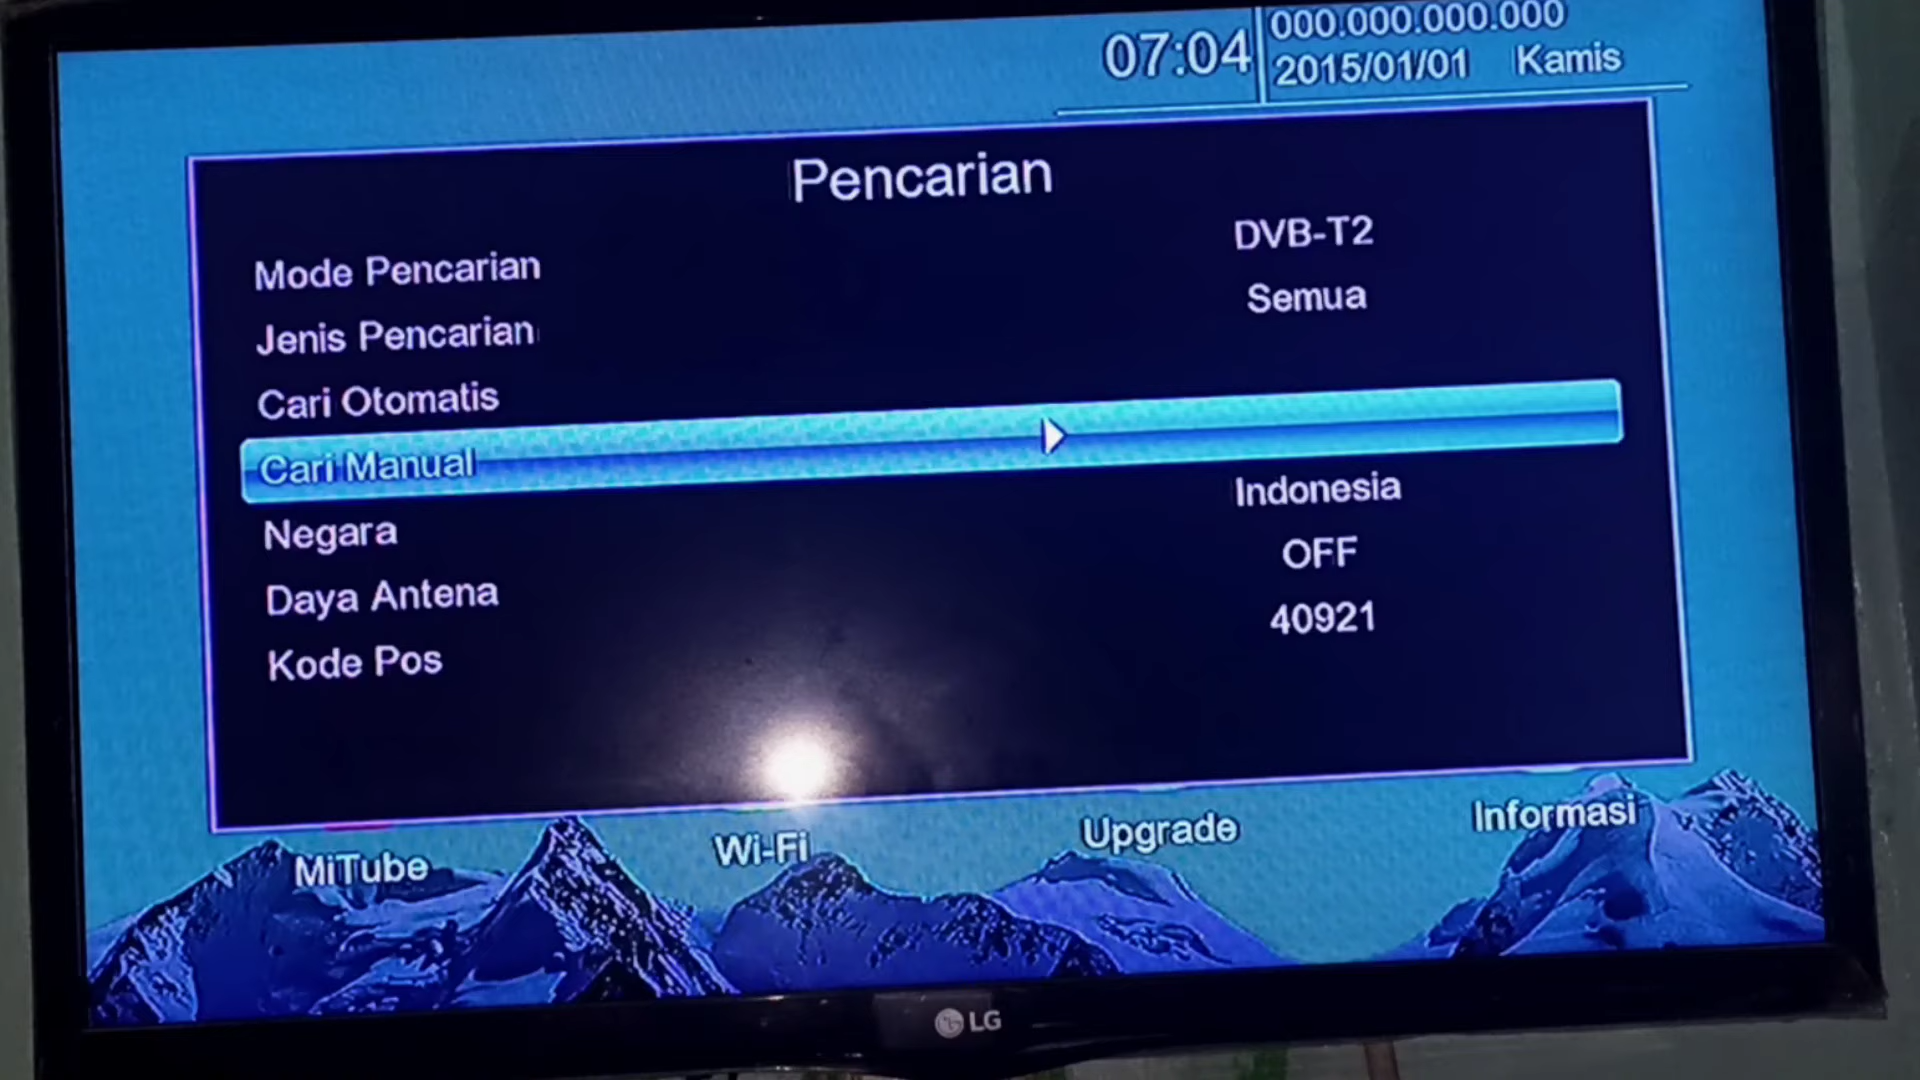 07:04
000.000.000.000
2015/01/01 Kamis
Pencarian
Mode Pencarian DVB-T2
Jenis Pencarian Semua
Cari Otomatis
Cari Manual
Negara Indonesia
Daya Antena OFF
Kode Pos 40921
MiTube Wi-Fi Upgrade Informasi
LG